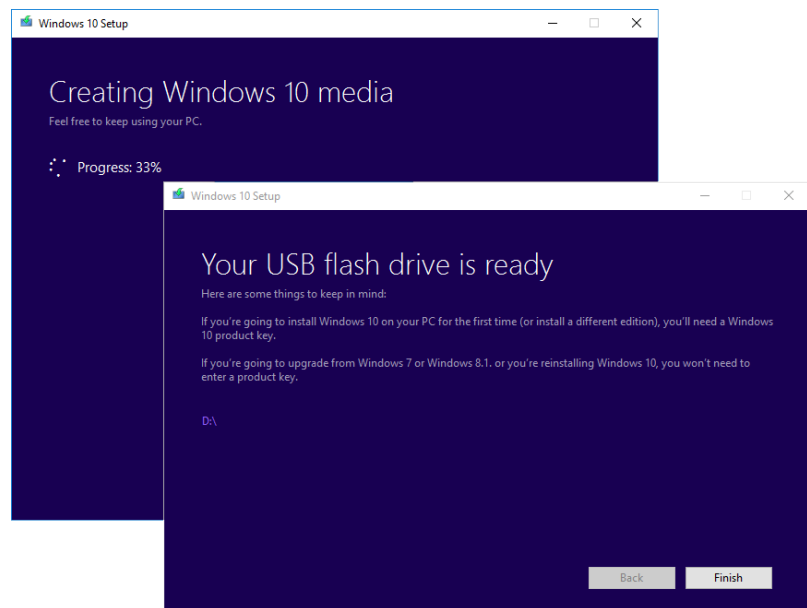 Windows 10 Setup
Creating Windows 10 media
Feel free to keep using your PC.
Progress: 33%
Windows 10 Setup
Your USB flash drive is ready
Here are some things to keep in mind:
If you're going to install Windows 10 on your PC for the first time (or install a different edition), you'll need a Windows
10 product key.
If you're going to upgrade from Windows 7 or Windows 8.1. or you're reinstalling Windows 10, you won't need to
enter a product key.
D:\
Back
Finish